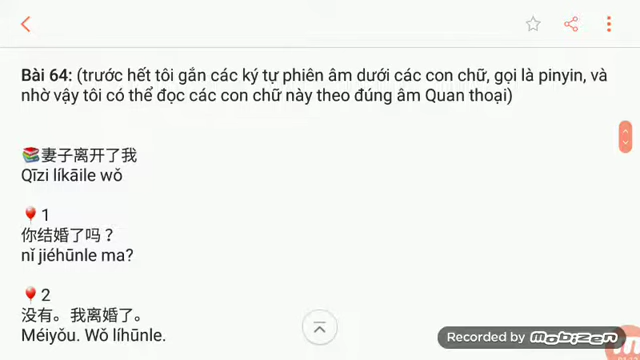 Bài 64: (trước hết tôi gắn các ký tự phiên âm dưới các con chữ, gọi là pinyin, và
nhờ vậy tôi có thể đọc các con chữ này theo đúng âm Quan thoại)
📚妻子离开了我
Qīzi líkāile wǒ
🎈1
你结婚了吗？
nǐ jiéhūnle ma?
🎈2
没有。我离婚了。
Méiyǒu. Wǒ líhūnle.
Recorded by Mobizen